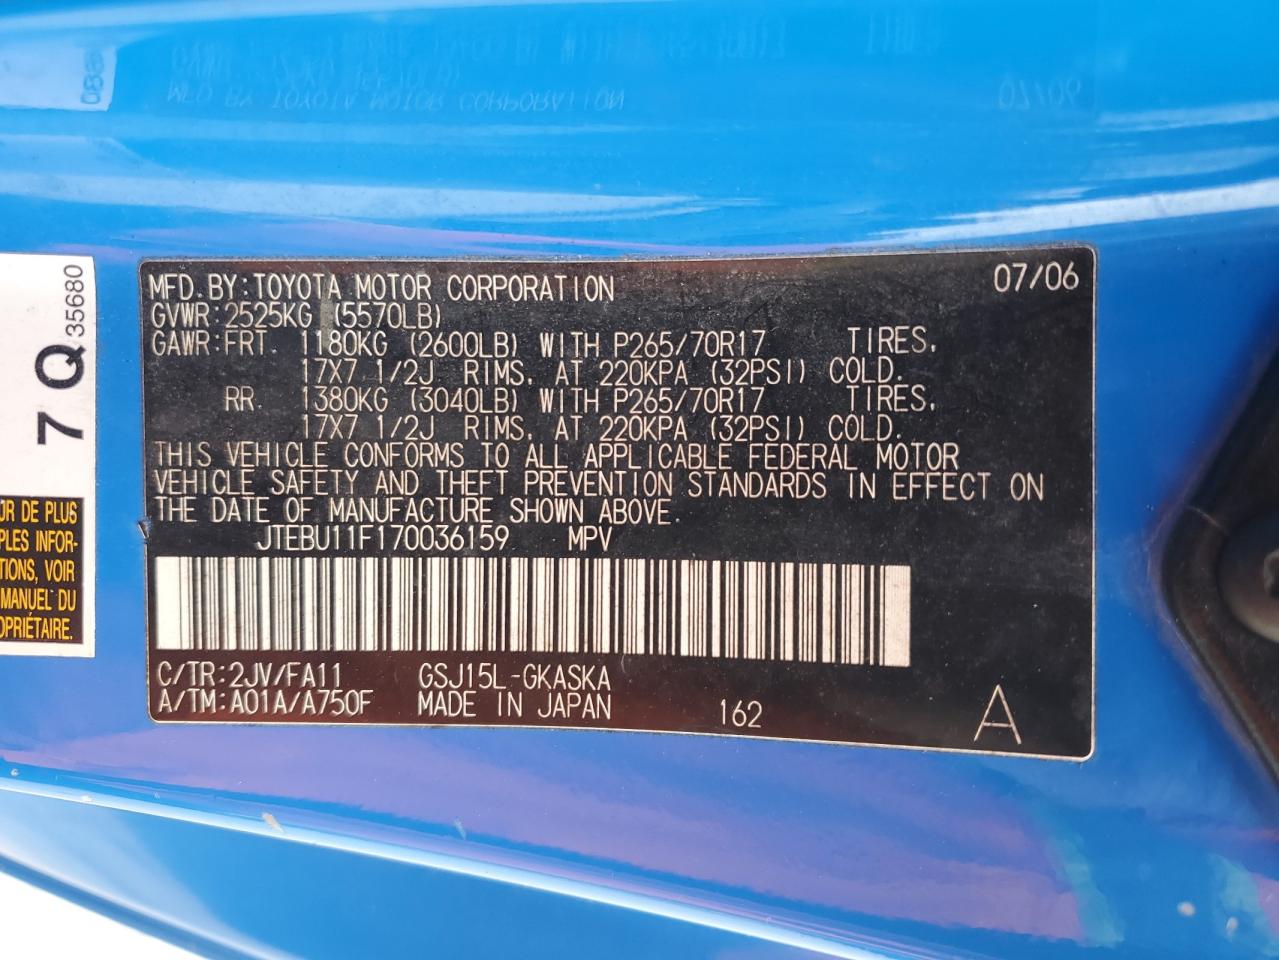 MFD. BY: TOYOTA MOTOR CORPORATION 07/06
GVWR: 2525KG (5570LB)
GAWR: FRT. 1180KG (2600LB) WITH P265/70R17 TIRES,
17X7 1/2J RIMS, AT 220KPA (32PSI) COLD.
RR. 1380KG (3040LB) WITH P265/70R17 TIRES,
17X7 1/2J RIMS, AT 220KPA (32PSI) COLD.
THIS VEHICLE CONFORMS TO ALL APPLICABLE FEDERAL MOTOR
VEHICLE SAFETY AND THEFT PREVENTION STANDARDS IN EFFECT ON
THE DATE OF MANUFACTURE SHOWN ABOVE.
JTEBU11F170036159 MPV
C/TR: 2JV/FA11 GSJ15L-GKASKA
A/TM: A01A/A750F MADE IN JAPAN 162 A
7 Q 35680
UR DE PLUS
PLES INFOR-
TIONS, VOIR
MANUEL DU
OPRIÉTAIRE.